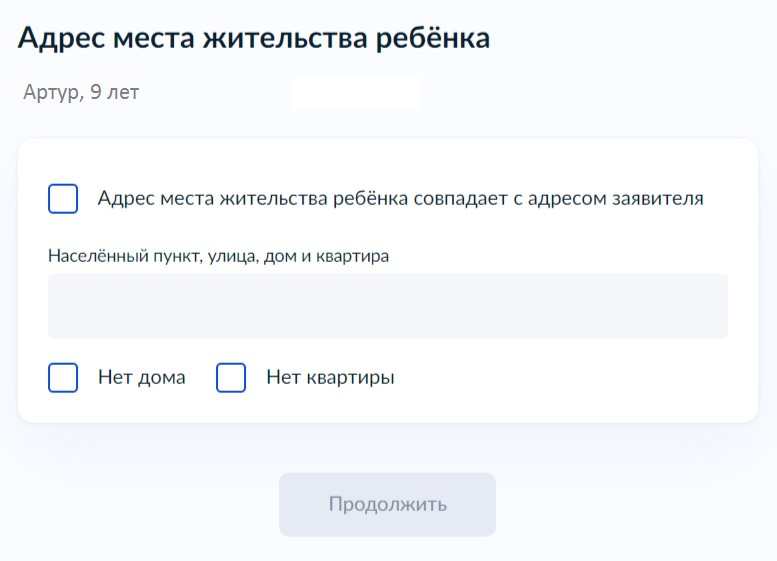 Адрес места жительства ребёнка
Артур, 9 лет
Адрес места жительства ребёнка совпадает с адресом заявителя
Населённый пункт, улица, дом и квартира
Нет дома
Нет квартиры
Продолжить